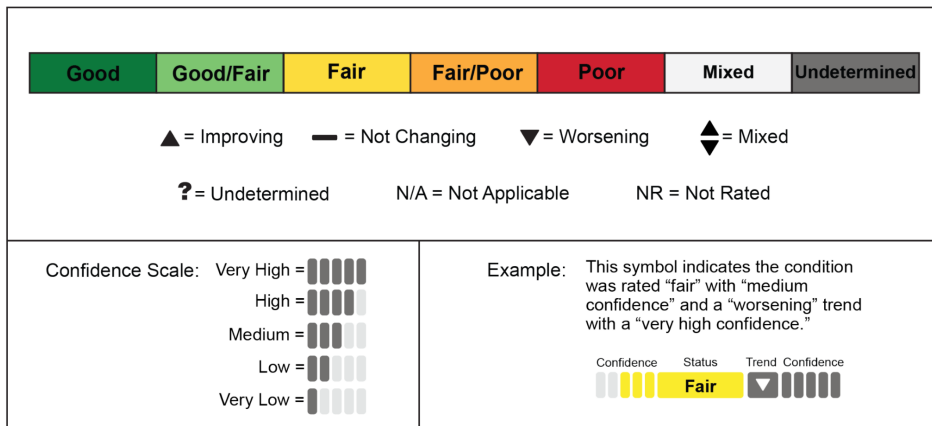 Good Good/Fair Fair Fair/Poor Poor Mixed Undetermined
▲ = Improving — = Not Changing ▼ = Worsening ▲▼ = Mixed
? = Undetermined N/A = Not Applicable NR = Not Rated
Confidence Scale:
Very High =
High =
Medium =
Low =
Very Low =
Example:
This symbol indicates the condition
was rated “fair” with “medium
confidence” and a “worsening” trend
with a “very high confidence.”
Confidence Status Trend Confidence
Fair